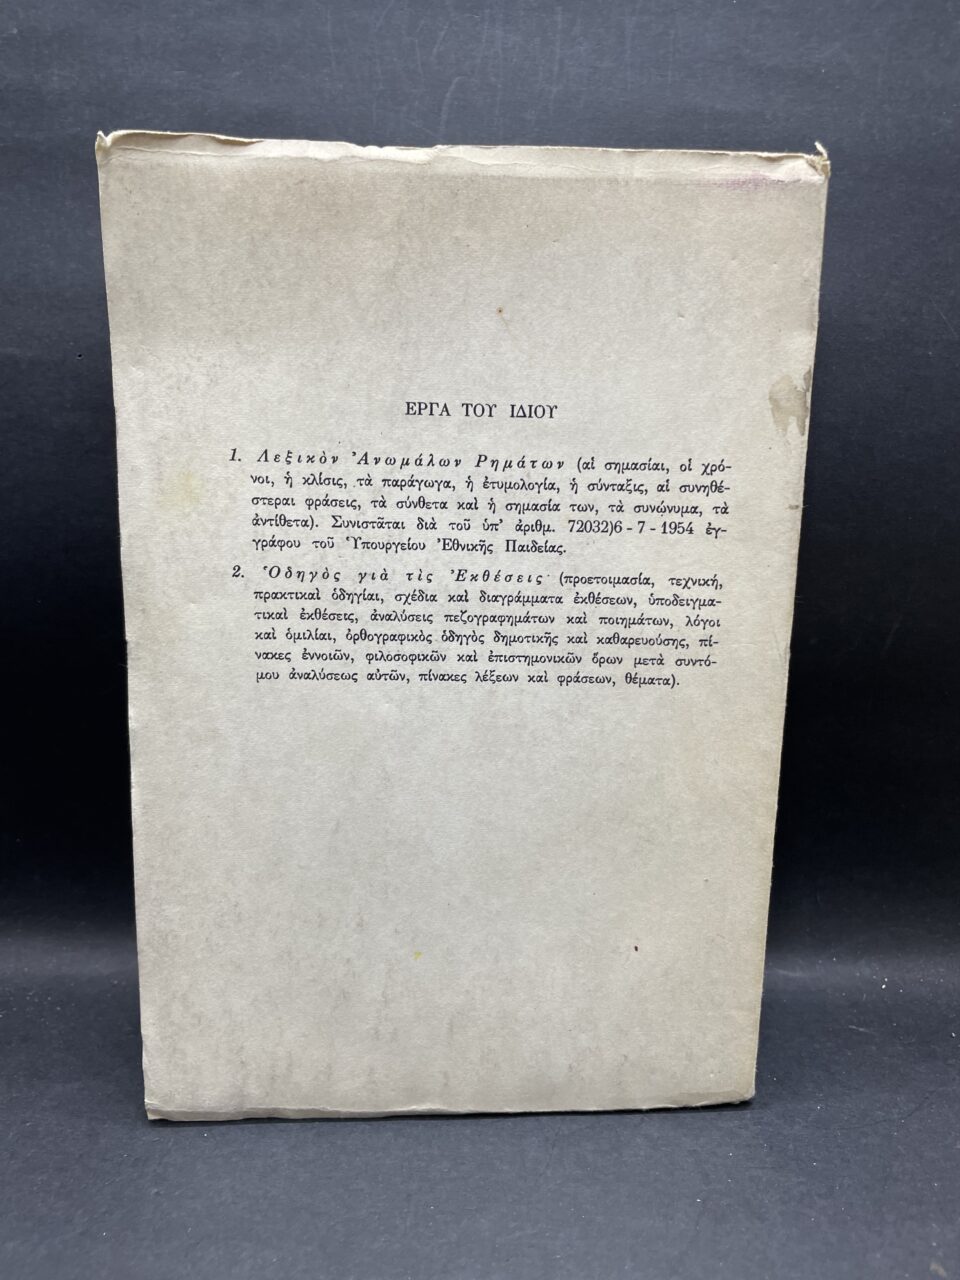 ΕΡΓΑ ΤΟΥ ΙΔΙΟΥ
1. Λεξικὸν Ἀνωμάλων Ρημάτων (αἱ σημασίαι, οἱ χρό-
νοι, ἡ κλίσις, τὰ παράγωγα, ἡ ἐτυμολογία, ἡ σύνταξις, αἱ συνηθέ-
στεραι φράσεις, τὰ σύνθετα καὶ ἡ σημασία των, τὰ συνώνυμα, τὰ
ἀντίθετα). Συνιστᾶται διὰ τοῦ ὑπ' ἀριθμ. 72032)6 - 7 - 1954 ἐγ-
γράφου τοῦ Ὑπουργείου Ἐθνικῆς Παιδείας.
2. Ὁδηγὸς γιὰ τὶς Ἐκθέσεις (προετοιμασία, τεχνική,
πρακτικαὶ ὁδηγίαι, σχέδια καὶ διαγράμματα ἐκθέσεων, ὑποδειγμα-
τικαὶ ἐκθέσεις, ἀναλύσεις πεζογραφημάτων καὶ ποιημάτων, λόγοι
καὶ ὁμιλίαι, ὀρθογραφικὸς ὁδηγὸς δημοτικῆς καὶ καθαρευούσης, πί-
νακες ἐννοιῶν, φιλοσοφικῶν καὶ ἐπιστημονικῶν ὅρων μετὰ συντό-
μου ἀναλύσεως αὐτῶν, πίνακες λέξεων καὶ φράσεων, θέματα).